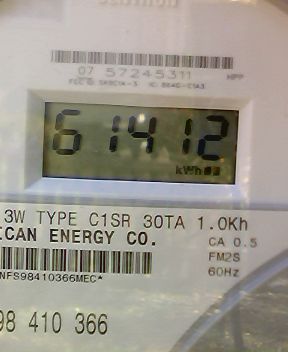 07 57245311 HPP
61412
kWh
3W TYPE C1SR 30TA 1.0Kh
ICAN ENERGY CO.
CA 0.5
FM2S
60Hz
NFS98410366MEC*
98 410 366